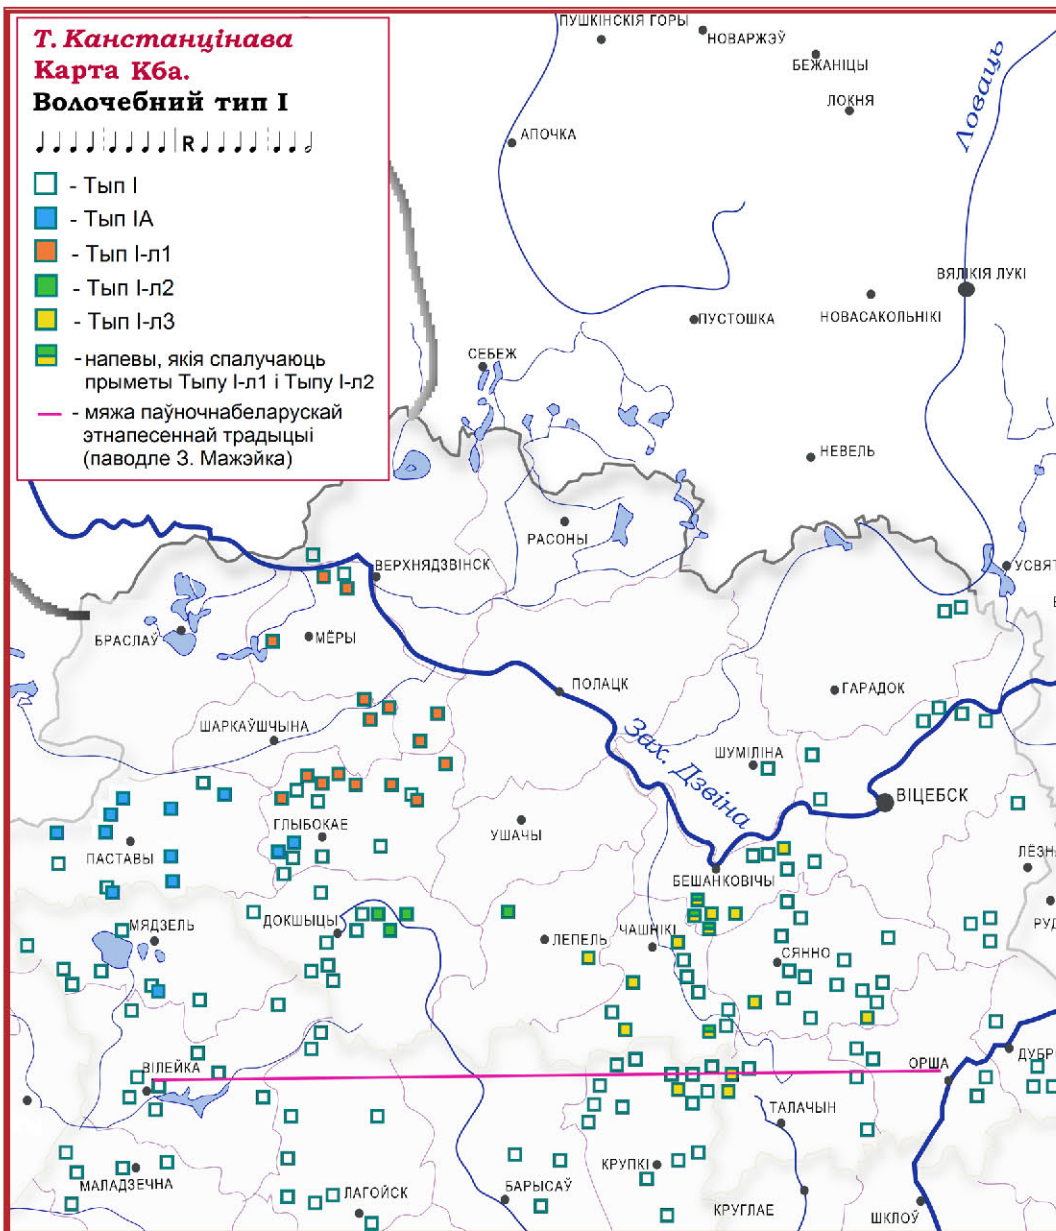 Т. Канстанцінава
Карта К6а.
Волочебний тип І
R
- Тып I
- Тып IA
- Тып I-л1
- Тып I-л2
- Тып I-л3
- напевы, якія спалучаюць
прыметы Тыпу I-л1 і Тыпу I-л2
- мяжа паўночнабеларускай
этнапесеннай традыцыі
(паводле З. Мажэйка)
ПУШКІНСКІЯ ГОРЫ
НОВАРЖЭЎ
БЕЖАНІЦЫ
ЛОКНЯ
Ловаць
АПОЧКА
ВЯЛІКІЯ ЛУКІ
НОВАСАКОЛЬНІКІ
ПУСТОШКА
СЕБЕЖ
НЕВЕЛЬ
РАСОНЫ
УСВЯТ
ВЕРХНЯДЗВІНСК
БРАСЛАЎ
МЁРЫ
ПОЛАЦК
ГАРАДОК
ШАРКАЎШЧЫНА
Зах. Дзвіна
ШУМІЛІНА
ВІЦЕБСК
ГЛЫБОКАЕ
УШАЧЫ
ПАСТАВЫ
ЛЁЗН
БЕШАНКОВІЧЫ
РУД
ДОКШЫЦЫ
МЯДЗЕЛЬ
ЛЕПЕЛЬ
ЧАШНІКІ
СЯННО
ДУБР
ОРША
ВІЛЕЙКА
ТАЛАЧЫН
КРУПКІ
МАЛАДЗЕЧНА
ЛАГОЙСК
БАРЫСАЎ
КРУГЛАЕ
ШКЛОЎ